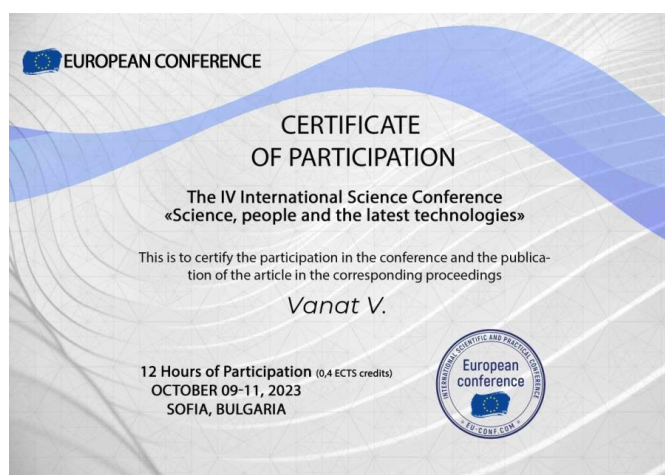 EUROPEAN CONFERENCE
CERTIFICATE
OF PARTICIPATION
The IV International Science Conference
«Science, people and the latest technologies»
This is to certify the participation in the conference and the publica-
tion of the article in the corresponding proceedings
Vanat V.
12 Hours of Participation (0,4 ECTS credits)
OCTOBER 09-11, 2023
SOFIA, BULGARIA
INTERNATIONAL SCIENTIFIC AND PRACTICAL CONFERENCE
European
conference
EU-CONF.COM